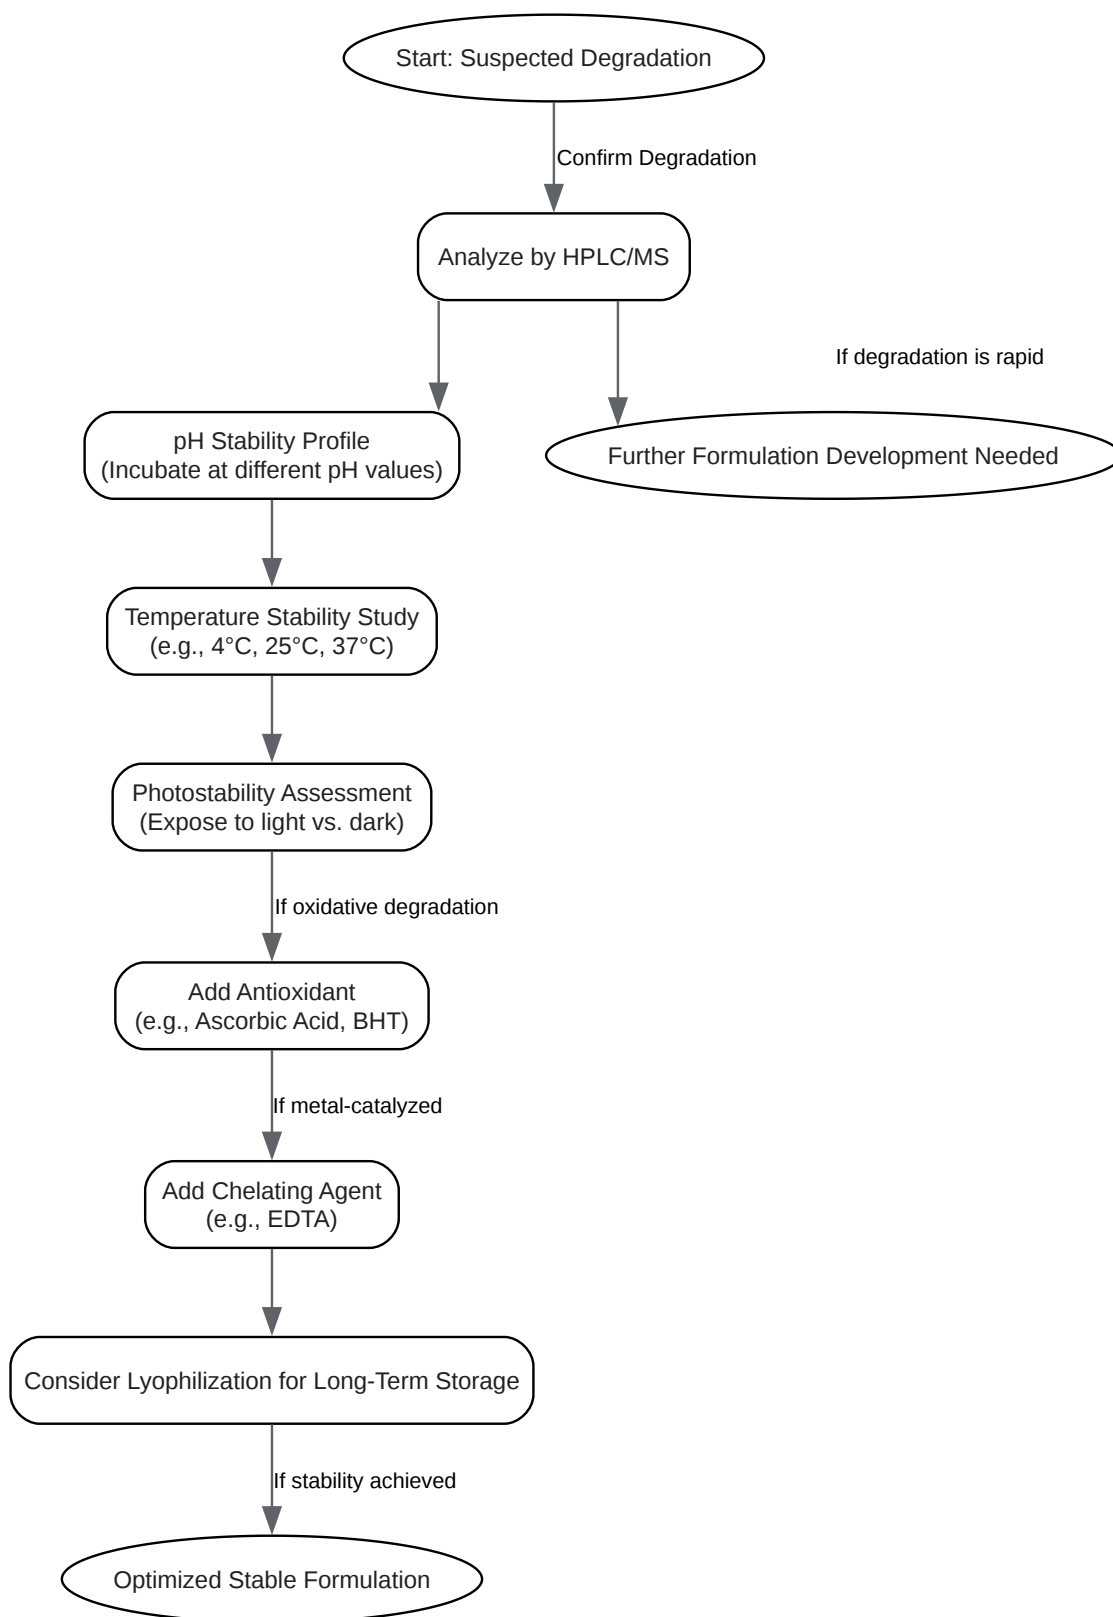 Start: Suspected Degradation
Confirm Degradation
Analyze by HPLC/MS
If degradation is rapid
pH Stability Profile
(Incubate at different pH values)
Further Formulation Development Needed
Temperature Stability Study
(e.g., 4°C, 25°C, 37°C)
Photostability Assessment
(Expose to light vs. dark)
If oxidative degradation
Add Antioxidant
(e.g., Ascorbic Acid, BHT)
If metal-catalyzed
Add Chelating Agent
(e.g., EDTA)
Consider Lyophilization for Long-Term Storage
If stability achieved
Optimized Stable Formulation